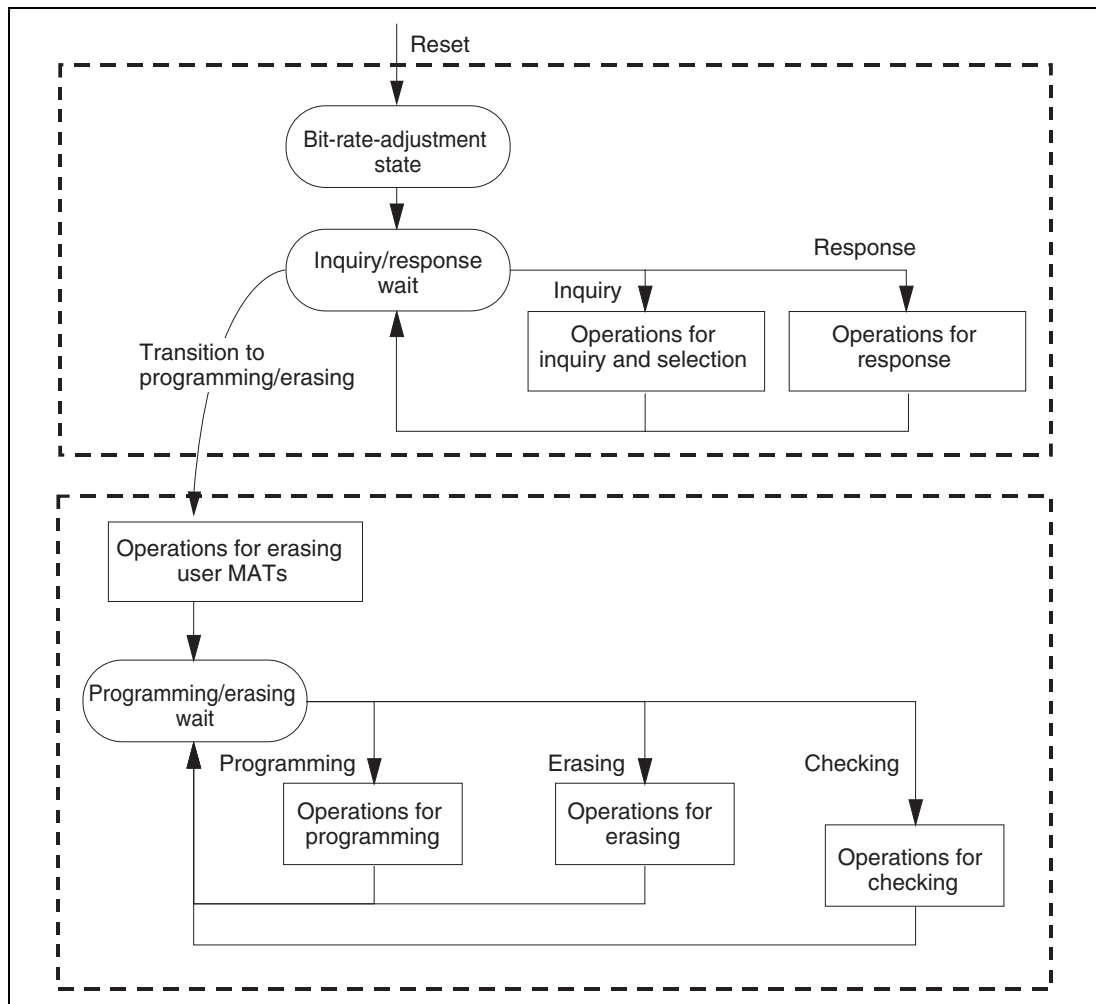 Reset
Bit-rate-adjustment
state
Inquiry/response
wait
Response
Inquiry
Operations for
inquiry and selection
Operations for
response
Transition to
programming/erasing
Operations for erasing
user MATs
Programming/erasing
wait
Programming
Erasing
Checking
Operations for
programming
Operations for
erasing
Operations for
checking